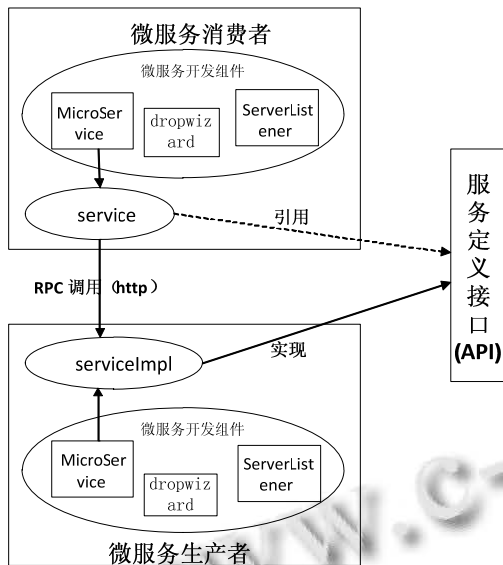 微服务消费者
微服务开发组件
MicroSer
vice
dropwiz
ard
ServerList
ener
service
引用
服
务
定
义
接
口
(API)
RPC 调用（http）
serviceImpl
实现
微服务开发组件
MicroSer
vice
dropwiz
ard
ServerList
ener
微服务生产者
www.c-